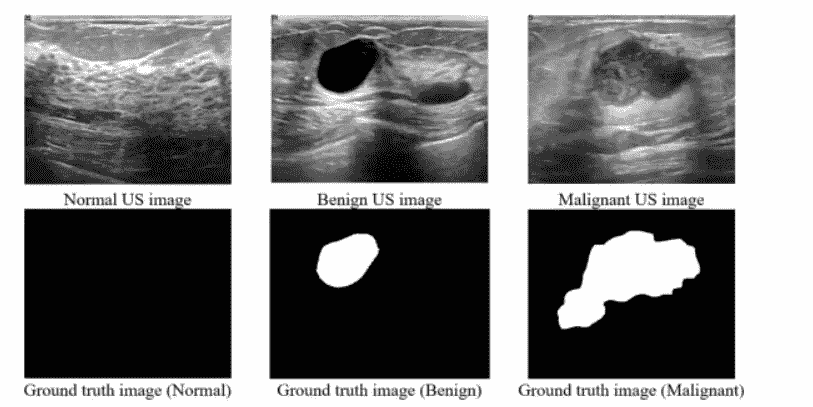 Normal US image
Benign US image
Malignant US image
Ground truth image (Normal)
Ground truth image (Benign)
Ground truth image (Malignant)